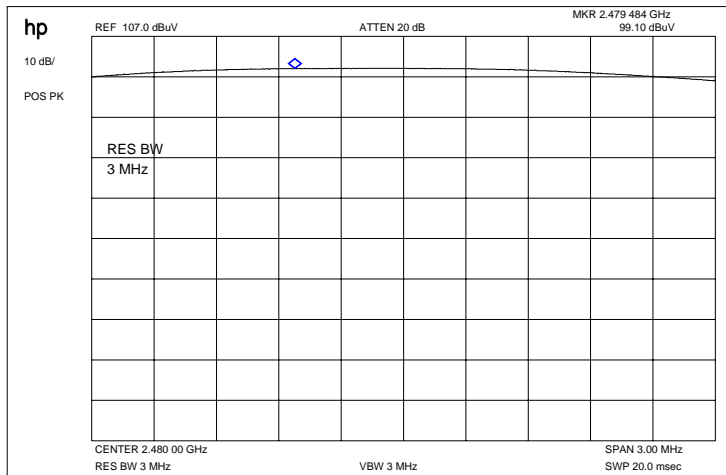 hp
MKR 2.479 484 GHz
REF 107.0 dBuV ATTEN 20 dB 99.10 dBuV
10 dB/
POS PK
RES BW
3 MHz
CENTER 2.480 00 GHz SPAN 3.00 MHz
RES BW 3 MHz VBW 3 MHz SWP 20.0 msec